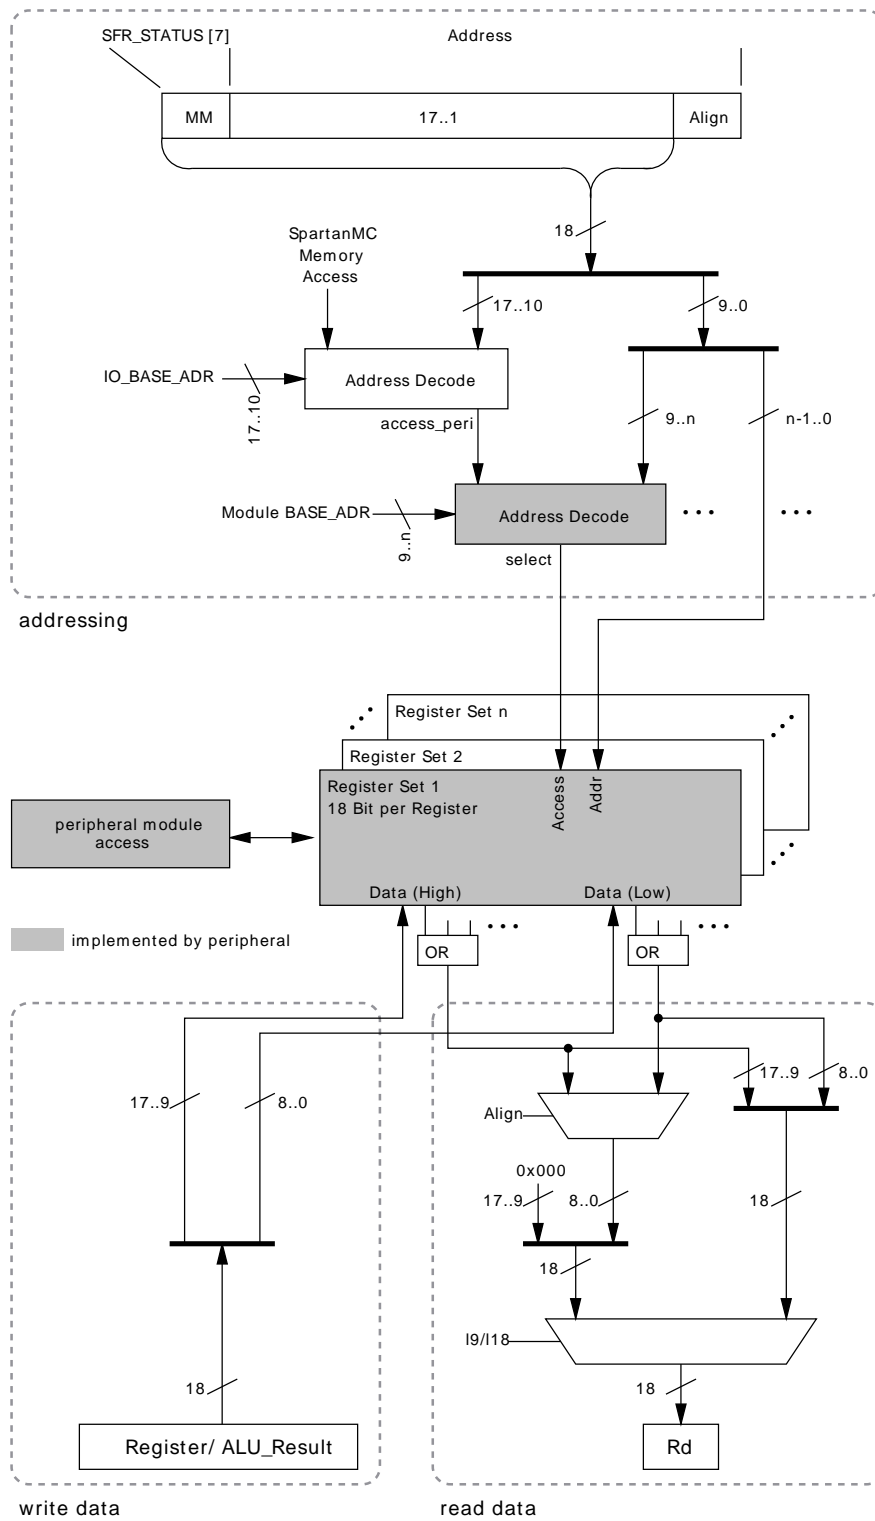 SFR_STATUS [7] Address
MM 17..1 Align
18
SpartanMC
Memory
Access
17..10 9..0
IO_BASE_ADR
17..10
Address Decode
access_peri
9..n n-1..0
Module BASE_ADR
9..n
Address Decode
select
addressing
Register Set n
Register Set 2
Register Set 1
18 Bit per Register
Access
Addr
peripheral module
access
Data (High) Data (Low)
implemented by peripheral
OR OR
17..9 8..0
17..9 8..0
Align
0x000
17..9 8..0
18
18
I9/I18
18
18
Register/ ALU_Result
Rd
write data
read data